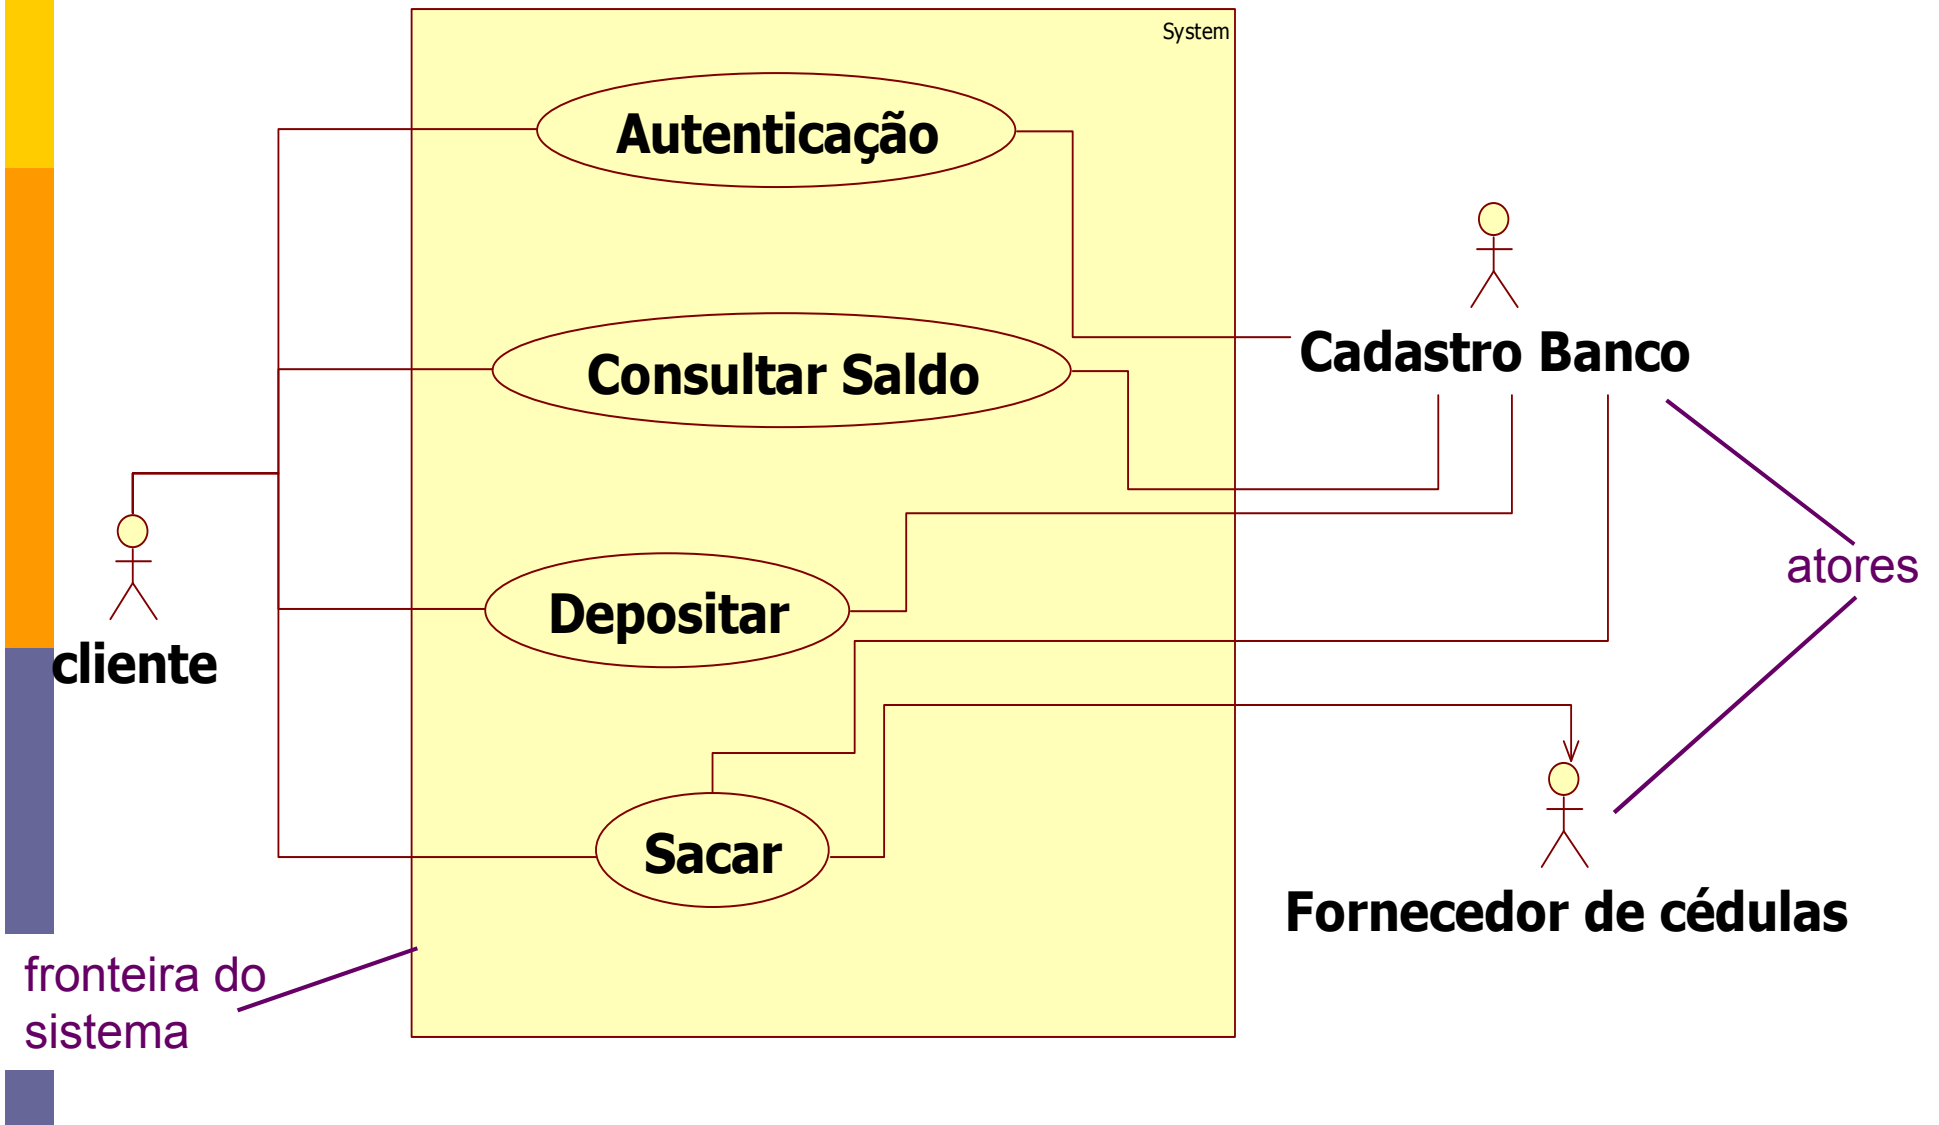 System
Autenticação
Cadastro Banco
Consultar Saldo
atores
Depositar
cliente
Sacar
Fornecedor de cédulas
fronteira do
sistema